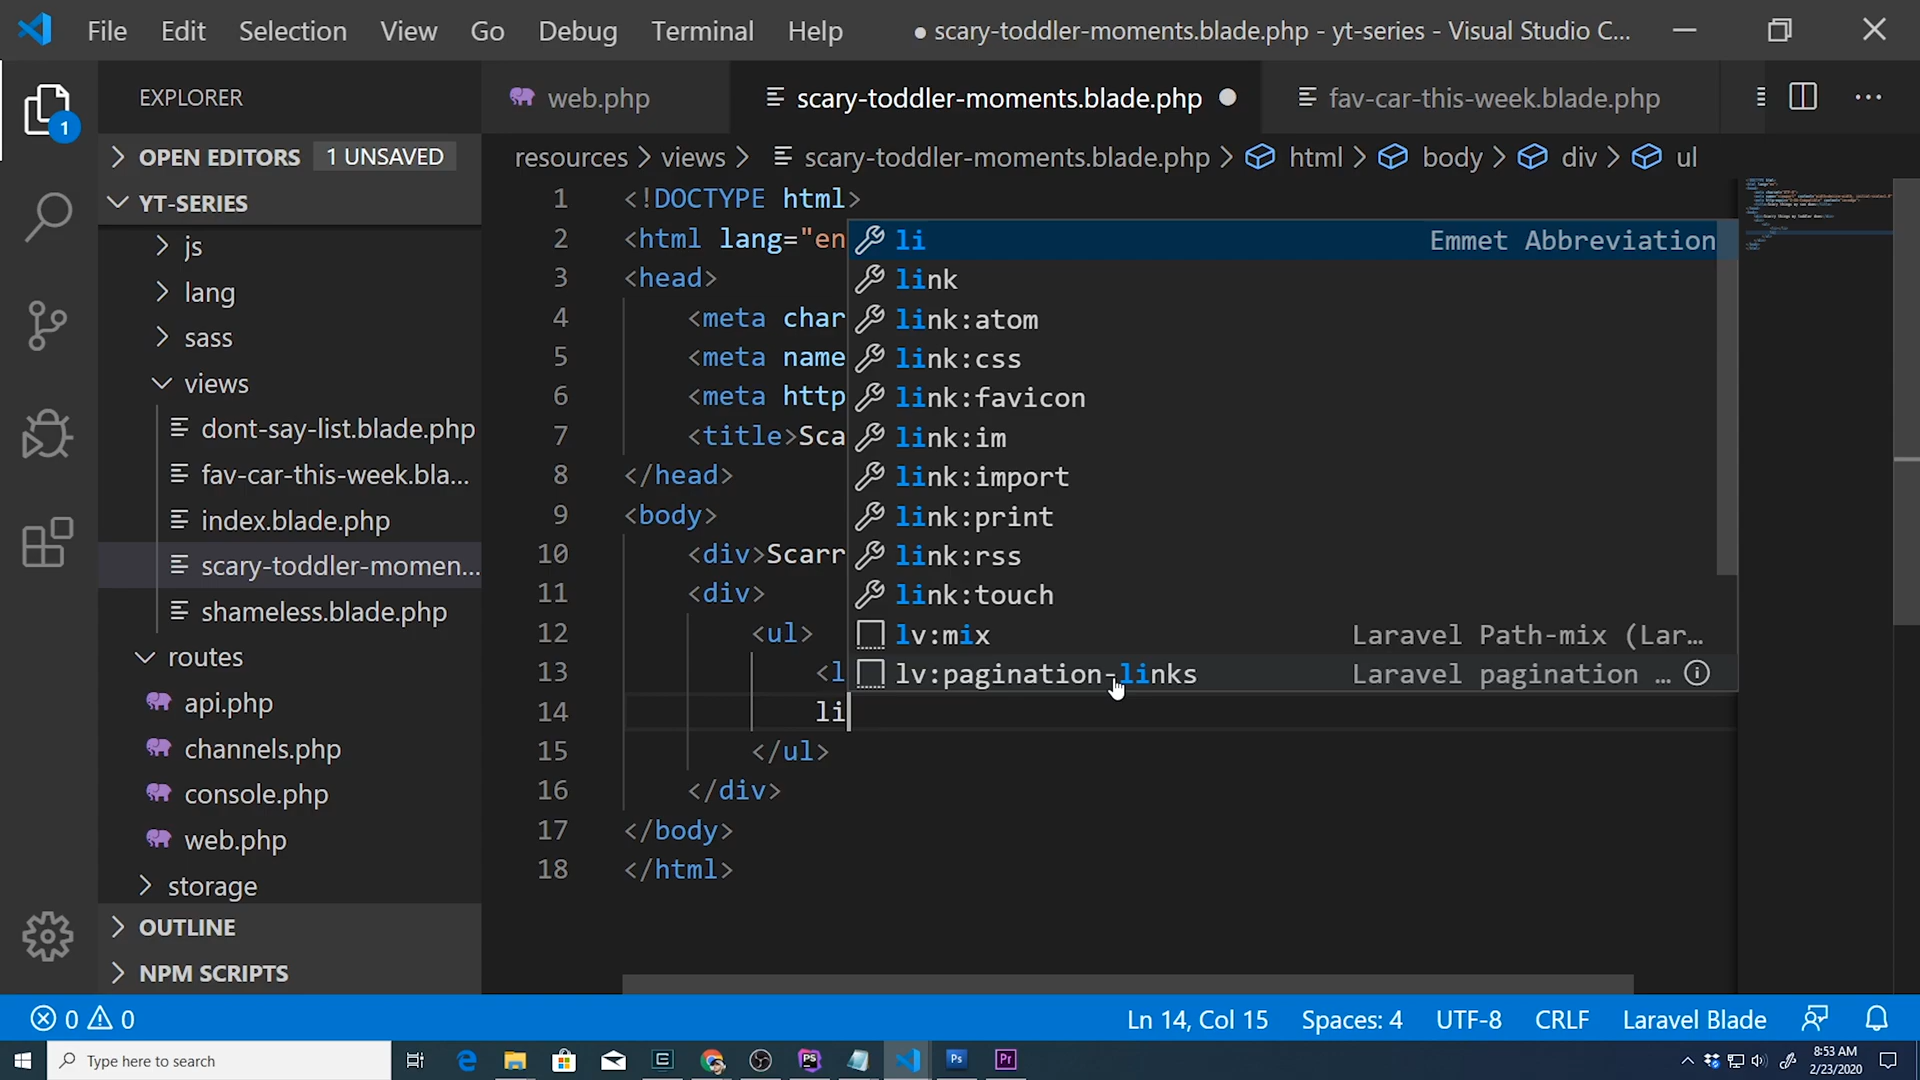 File Edit Selection View Go Debug Terminal Help ● scary-toddler-moments.blade.php - yt-series - Visual Studio C...
EXPLORER
web.php
scary-toddler-moments.blade.php
fav-car-this-week.blade.php
OPEN EDITORS 1 UNSAVED
resources > views > scary-toddler-moments.blade.php > html > body > div > ul
YT-SERIES
js
lang
sass
views
dont-say-list.blade.php
fav-car-this-week.bla...
index.blade.php
scary-toddler-momen...
shameless.blade.php
routes
api.php
channels.php
console.php
web.php
storage
OUTLINE
NPM SCRIPTS
1 <!DOCTYPE html>
2 <html lang="en
3 <head>
4 <meta char
5 <meta name
6 <meta http
7 <title>Sca
8 </head>
9 <body>
10 <div>Scarr
11 <div>
12 <ul>
13 <l
14 li
15 </ul>
16 </div>
17 </body>
18 </html>
li Emmet Abbreviation
link
link:atom
link:css
link:favicon
link:im
link:import
link:print
link:rss
link:touch
lv:mix Laravel Path-mix (Lar...
lv:pagination-links Laravel pagination ...
1
0 0 Ln 14, Col 15 Spaces: 4 UTF-8 CRLF Laravel Blade
Type here to search
8:53 AM
2/23/2020